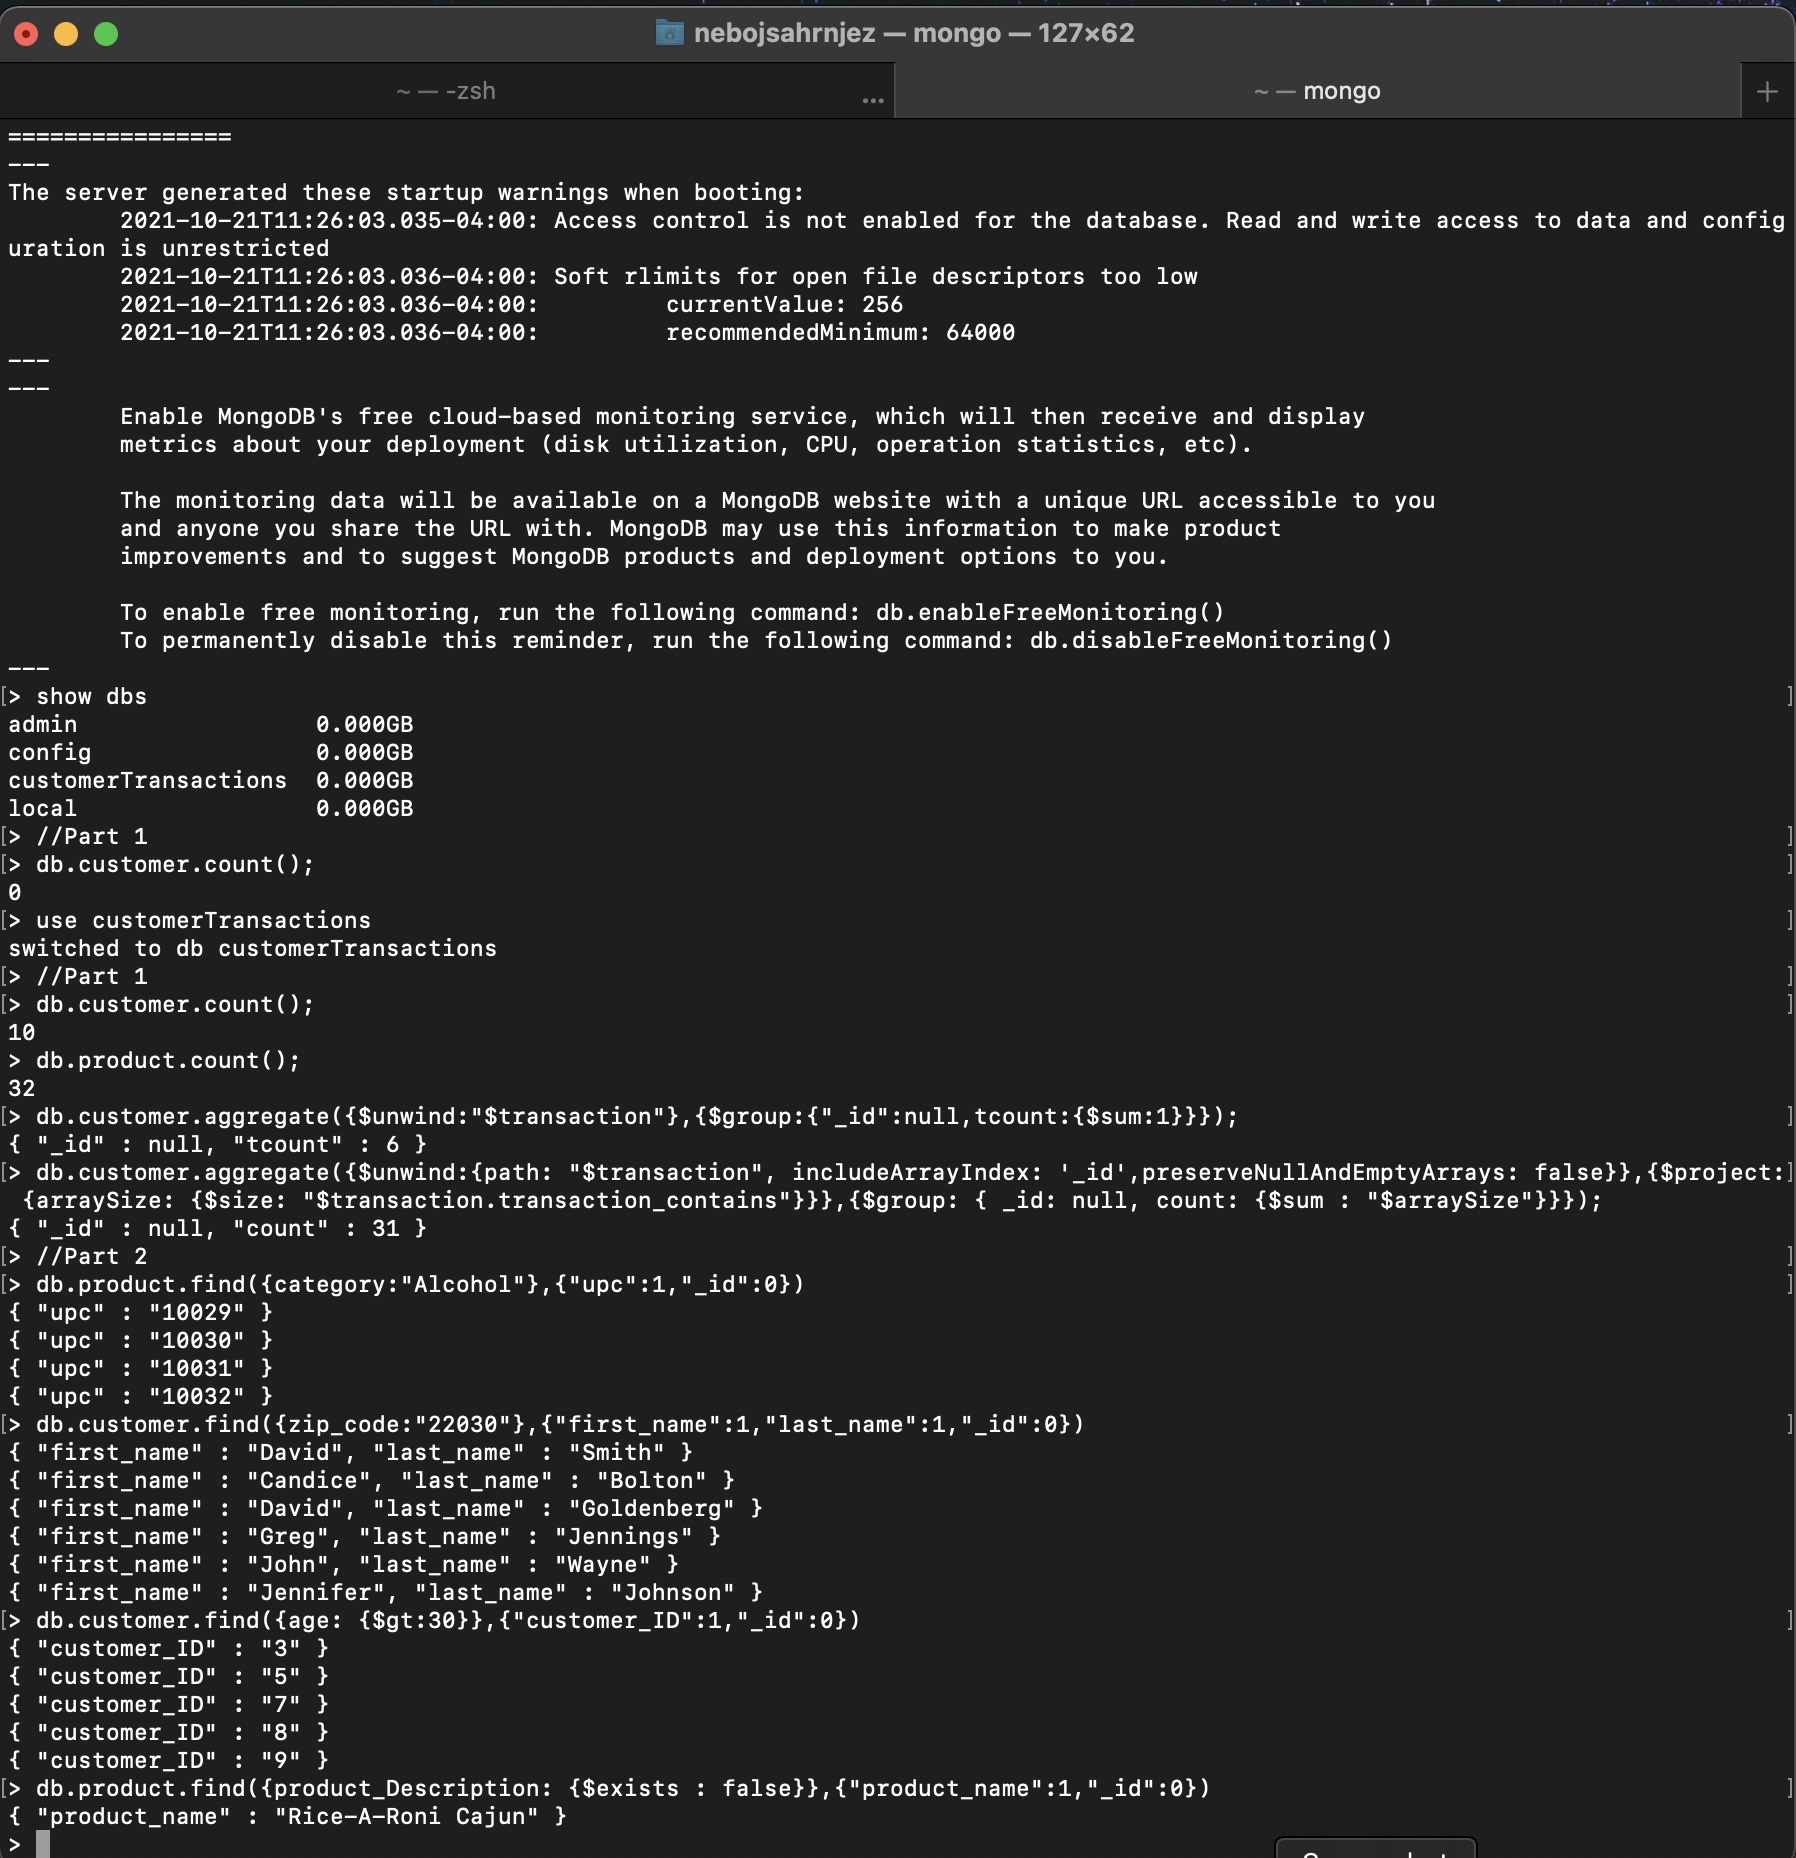 nebojsahrnjez — mongo — 127×62
~ — -zsh
...
~ — mongo
+
================
---
The server generated these startup warnings when booting:
        2021-10-21T11:26:03.035-04:00: Access control is not enabled for the database. Read and write access to data and config
uration is unrestricted
        2021-10-21T11:26:03.036-04:00: Soft rlimits for open file descriptors too low
        2021-10-21T11:26:03.036-04:00:         currentValue: 256
        2021-10-21T11:26:03.036-04:00:         recommendedMinimum: 64000
---
---
        Enable MongoDB's free cloud-based monitoring service, which will then receive and display
        metrics about your deployment (disk utilization, CPU, operation statistics, etc).

        The monitoring data will be available on a MongoDB website with a unique URL accessible to you
        and anyone you share the URL with. MongoDB may use this information to make product
        improvements and to suggest MongoDB products and deployment options to you.

        To enable free monitoring, run the following command: db.enableFreeMonitoring()
        To permanently disable this reminder, run the following command: db.disableFreeMonitoring()
---
[> show dbs ]
admin                 0.000GB
config                0.000GB
customerTransactions  0.000GB
local                 0.000GB
[> //Part 1 ]
[> db.customer.count(); ]
0
[> use customerTransactions ]
switched to db customerTransactions
[> //Part 1 ]
[> db.customer.count(); ]
10
> db.product.count();
32
[> db.customer.aggregate({$unwind:"$transaction"},{$group:{"_id":null,tcount:{$sum:1}}}); ]
{ "_id" : null, "tcount" : 6 }
[> db.customer.aggregate({$unwind:{path: "$transaction", includeArrayIndex: '_id',preserveNullAndEmptyArrays: false}},{$project:]
 {arraySize: {$size: "$transaction.transaction_contains"}}},{$group: { _id: null, count: {$sum : "$arraySize"}}});
{ "_id" : null, "count" : 31 }
[> //Part 2 ]
[> db.product.find({category:"Alcohol"},{"upc":1,"_id":0}) ]
{ "upc" : "10029" }
{ "upc" : "10030" }
{ "upc" : "10031" }
{ "upc" : "10032" }
[> db.customer.find({zip_code:"22030"},{"first_name":1,"last_name":1,"_id":0}) ]
{ "first_name" : "David", "last_name" : "Smith" }
{ "first_name" : "Candice", "last_name" : "Bolton" }
{ "first_name" : "David", "last_name" : "Goldenberg" }
{ "first_name" : "Greg", "last_name" : "Jennings" }
{ "first_name" : "John", "last_name" : "Wayne" }
{ "first_name" : "Jennifer", "last_name" : "Johnson" }
[> db.customer.find({age: {$gt:30}},{"customer_ID":1,"_id":0}) ]
{ "customer_ID" : "3" }
{ "customer_ID" : "5" }
{ "customer_ID" : "7" }
{ "customer_ID" : "8" }
{ "customer_ID" : "9" }
[> db.product.find({product_Description: {$exists : false}},{"product_name":1,"_id":0}) ]
{ "product_name" : "Rice-A-Roni Cajun" }
>